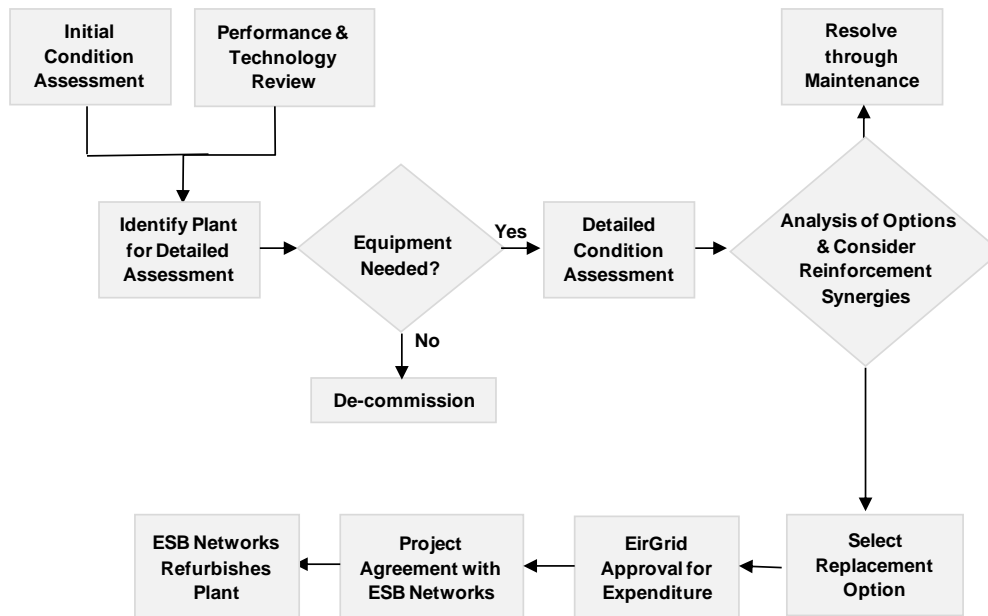 Initial
Condition
Assessment
Performance &
Technology
Review
Resolve
through
Maintenance
Identify Plant
for Detailed
Assessment
Equipment
Needed?
Yes
No
De-commission
Detailed
Condition
Assessment
Analysis of Options
& Consider
Reinforcement
Synergies
Select
Replacement
Option
EirGrid
Approval for
Expenditure
Project
Agreement with
ESB Networks
ESB Networks
Refurbishes
Plant